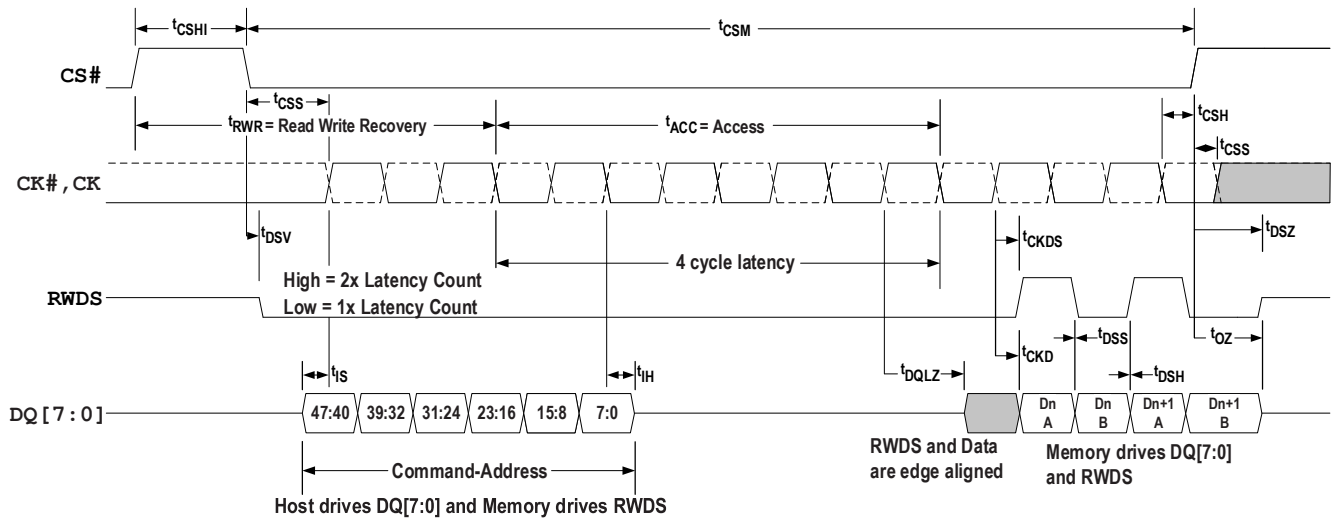 tCSHI
tCSM
CS#
tCSS
tRWR = Read Write Recovery
tACC = Access
tCSH
tCSS
CK#,CK
tDSV
tCKDS
tDSZ
4 cycle latency
High = 2x Latency Count
Low = 1x Latency Count
RWDS
tCKD
tDSS
tOZ
tIS
tIH
tDQLZ
tDSH
DQ[7:0]
47:40 39:32 31:24 23:16 15:8 7:0
Dn A
Dn B
Dn+1 A
Dn+1 B
Command-Address
RWDS and Data
are edge aligned
Memory drives DQ[7:0]
and RWDS
Host drives DQ[7:0] and Memory drives RWDS